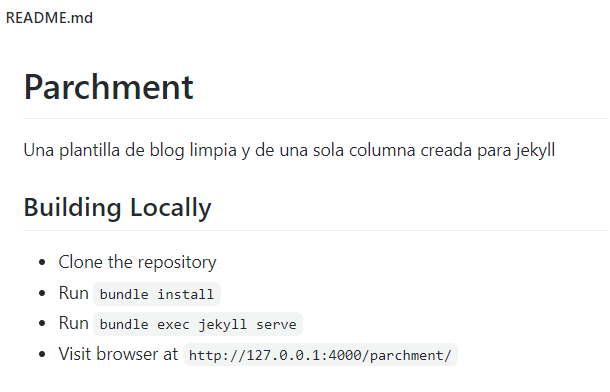 README.md
Parchment
Una plantilla de blog limpia y de una sola columna creada para jekyll
Building Locally
Clone the repository
Run bundle install
Run bundle exec jekyll serve
Visit browser at http://127.0.0.1:4000/parchment/